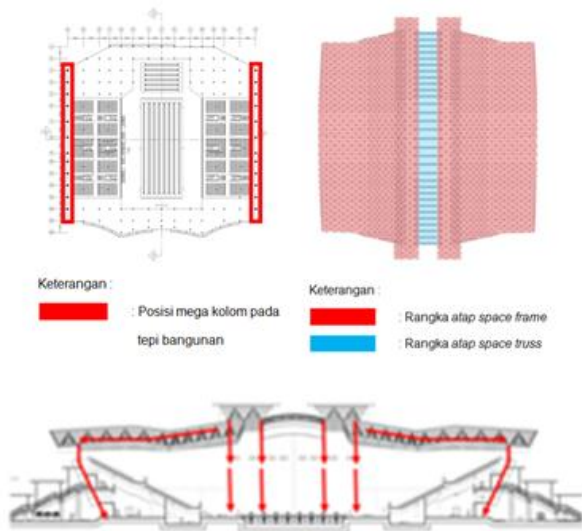 Keterangan :
: Posisi mega kolom pada
tepi bangunan
Keterangan :
: Rangka atap space frame
: Rangka atap space truss